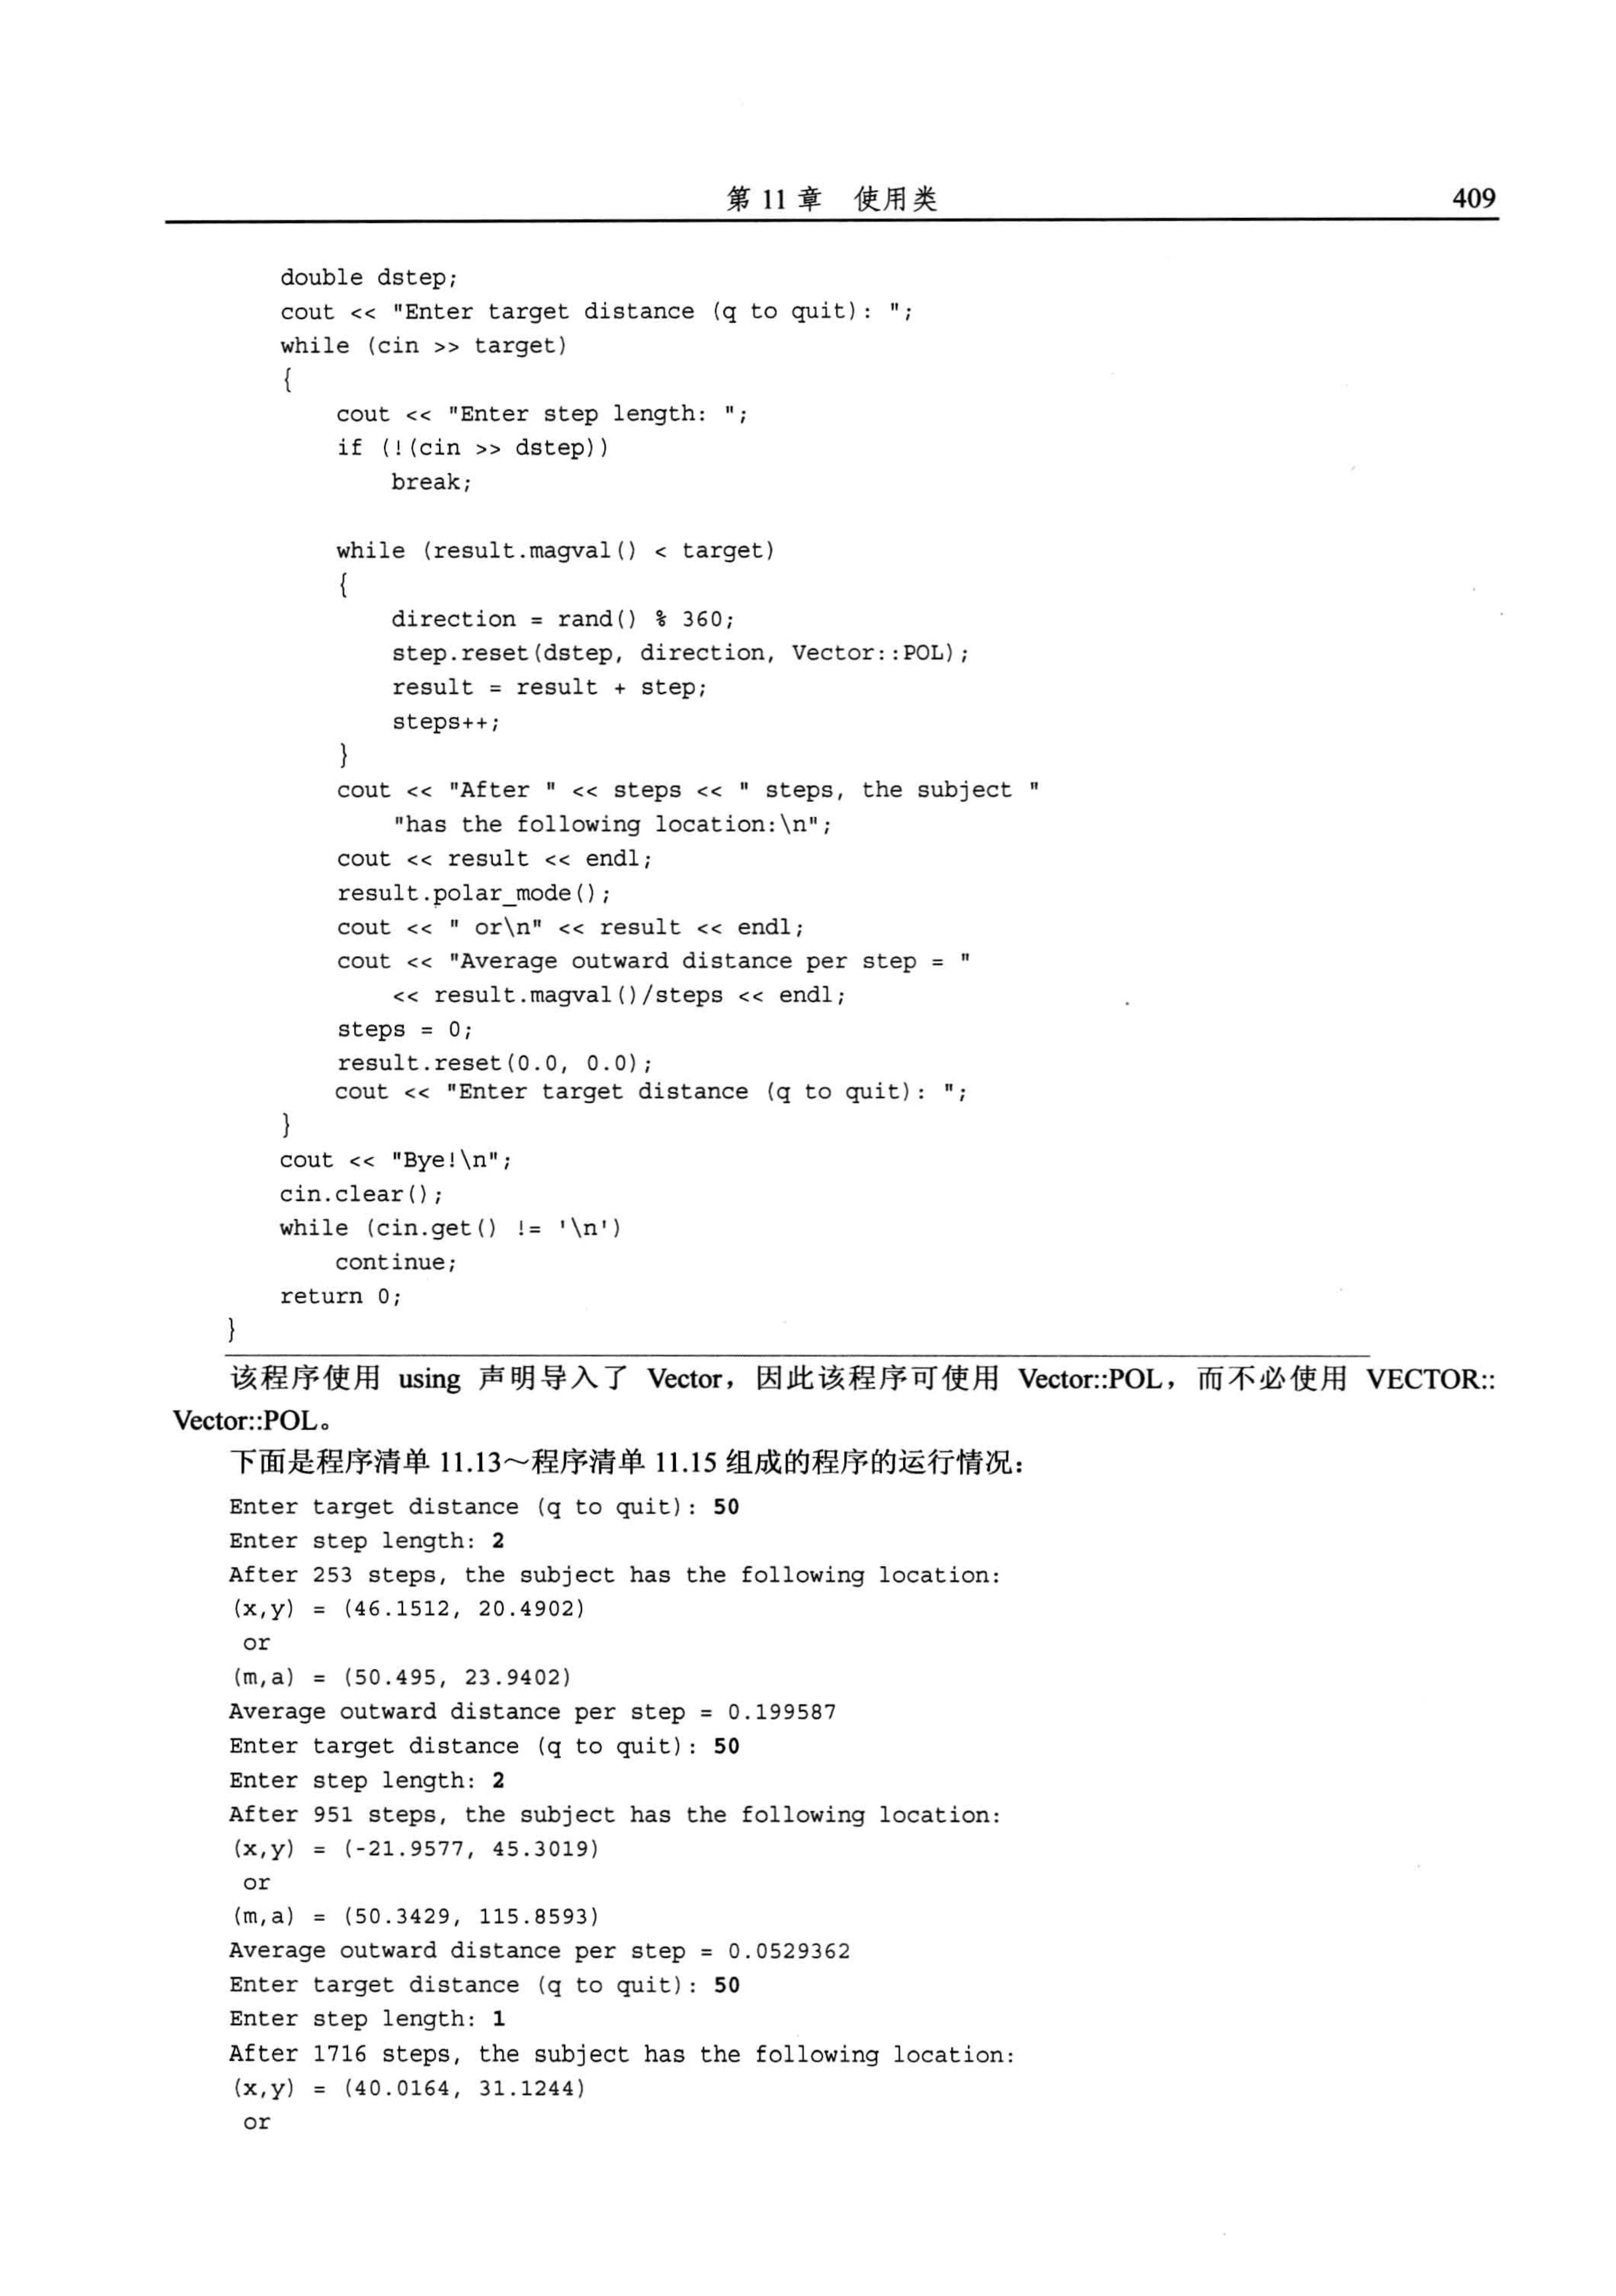 第 11 章　使用类 409
double dstep;
cout << "Enter target distance (q to quit): ";
while (cin >> target)
{
    cout << "Enter step length: ";
    if (!(cin >> dstep))
        break;

    while (result.magval() < target)
    {
        direction = rand() % 360;
        step.reset(dstep, direction, Vector::POL);
        result = result + step;
        steps++;
    }
    cout << "After " << steps << " steps, the subject "
        "has the following location:\n";
    cout << result << endl;
    result.polar_mode();
    cout << " or\n" << result << endl;
    cout << "Average outward distance per step = "
        << result.magval()/steps << endl;
    steps = 0;
    result.reset(0.0, 0.0);
    cout << "Enter target distance (q to quit): ";
}
cout << "Bye!\n";
cin.clear();
while (cin.get() != '\n')
    continue;
return 0;
}
该程序使用 using 声明导入了 Vector，因此该程序可使用 Vector::POL，而不必使用 VECTOR::
Vector::POL。
下面是程序清单 11.13～程序清单 11.15 组成的程序的运行情况：
Enter target distance (q to quit): 50
Enter step length: 2
After 253 steps, the subject has the following location:
(x,y) = (46.1512, 20.4902)
 or
(m,a) = (50.495, 23.9402)
Average outward distance per step = 0.199587
Enter target distance (q to quit): 50
Enter step length: 2
After 951 steps, the subject has the following location:
(x,y) = (-21.9577, 45.3019)
 or
(m,a) = (50.3429, 115.8593)
Average outward distance per step = 0.0529362
Enter target distance (q to quit): 50
Enter step length: 1
After 1716 steps, the subject has the following location:
(x,y) = (40.0164, 31.1244)
 or